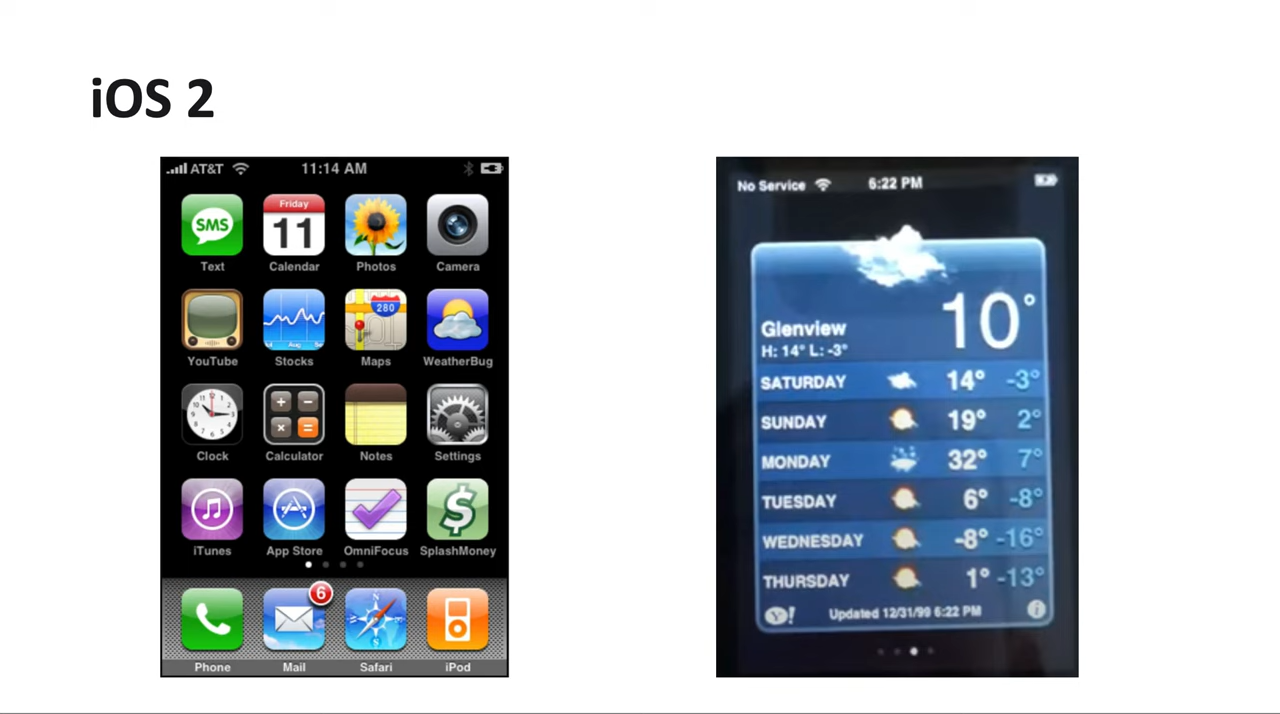 iOS 2
AT&T 11:14 AM
SMS Friday 11
Text Calendar Photos Camera
280
YouTube Stocks Maps WeatherBug
Clock Calculator Notes Settings
$
iTunes App Store OmniFocus SplashMoney
6
Phone Mail Safari iPod
No Service 6:22 PM
10°
Glenview
H: 14° L: -3°
SATURDAY 14° -3°
SUNDAY 19° 2°
MONDAY 32° 7°
TUESDAY 6° -8°
WEDNESDAY -8° -16°
THURSDAY 1° -13°
Y! Updated 12/31/99 6:22 PM i